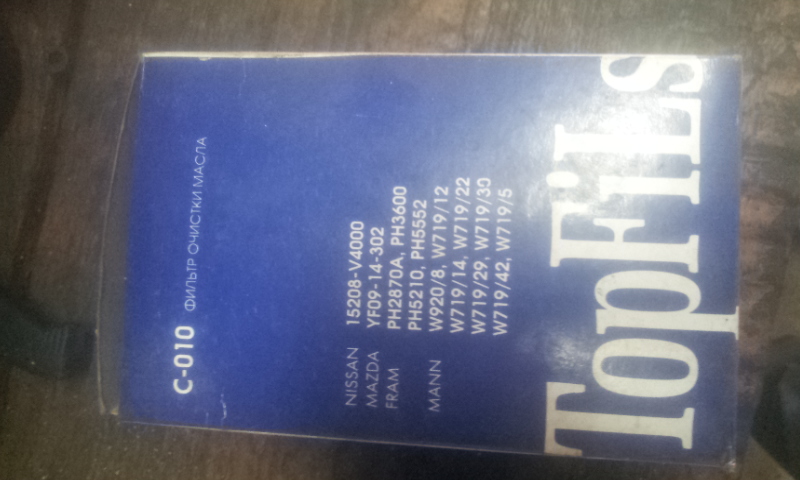 C-010 ФИЛЬТР ОЧИСТКИ МАСЛА
NISSAN 15208-V4000
MAZDA YF09-14-302
FRAM PH2870A, PH3600
PH5210, PH5552
MANN W920/8, W719/12
W719/14, W719/22
W719/29, W719/30
W719/42, W719/5
TopFiLs